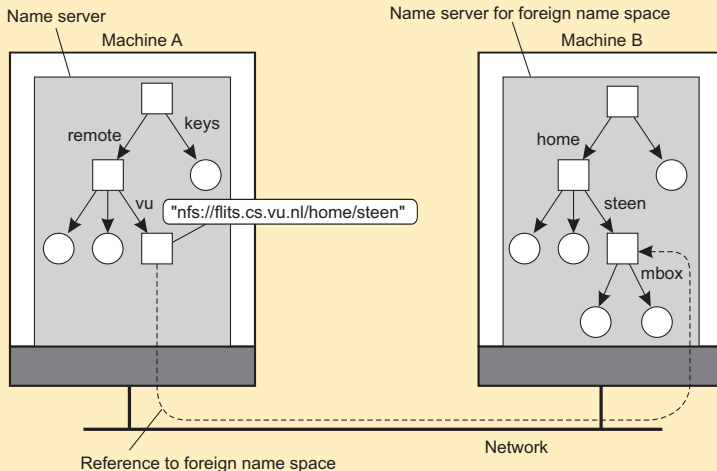 Name server
Name server for foreign name space
Machine A
Machine B
remote
keys
home
vu
"nfs://flits.cs.vu.nl/home/steen"
steen
mbox
Network
Reference to foreign name space